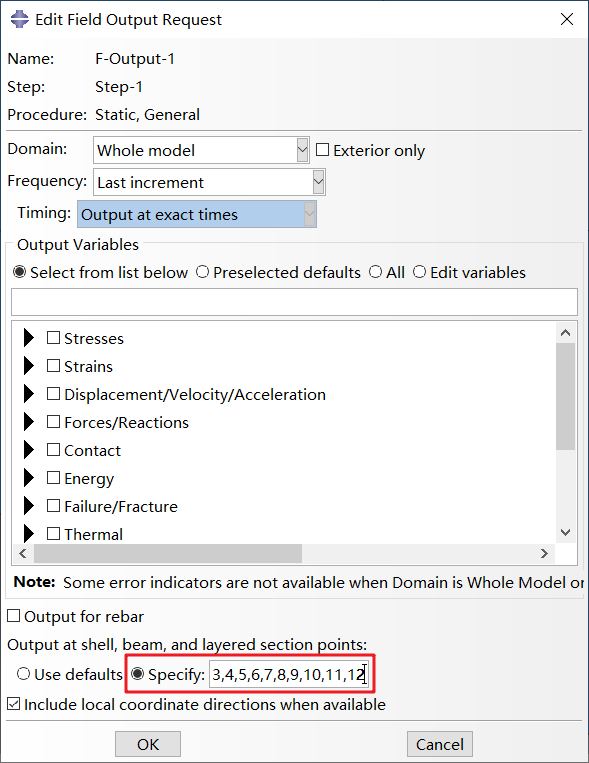 Edit Field Output Request
Name: F-Output-1
Step: Step-1
Procedure: Static, General
Domain: Whole model Exterior only
Frequency: Last increment
Timing: Output at exact times
Output Variables
Select from list below Preselected defaults All Edit variables
Stresses
Strains
Displacement/Velocity/Acceleration
Forces/Reactions
Contact
Energy
Failure/Fracture
Thermal
Note: Some error indicators are not available when Domain is Whole Model or
Output for rebar
Output at shell, beam, and layered section points:
Use defaults Specify: 3,4,5,6,7,8,9,10,11,12
Include local coordinate directions when available
OK Cancel